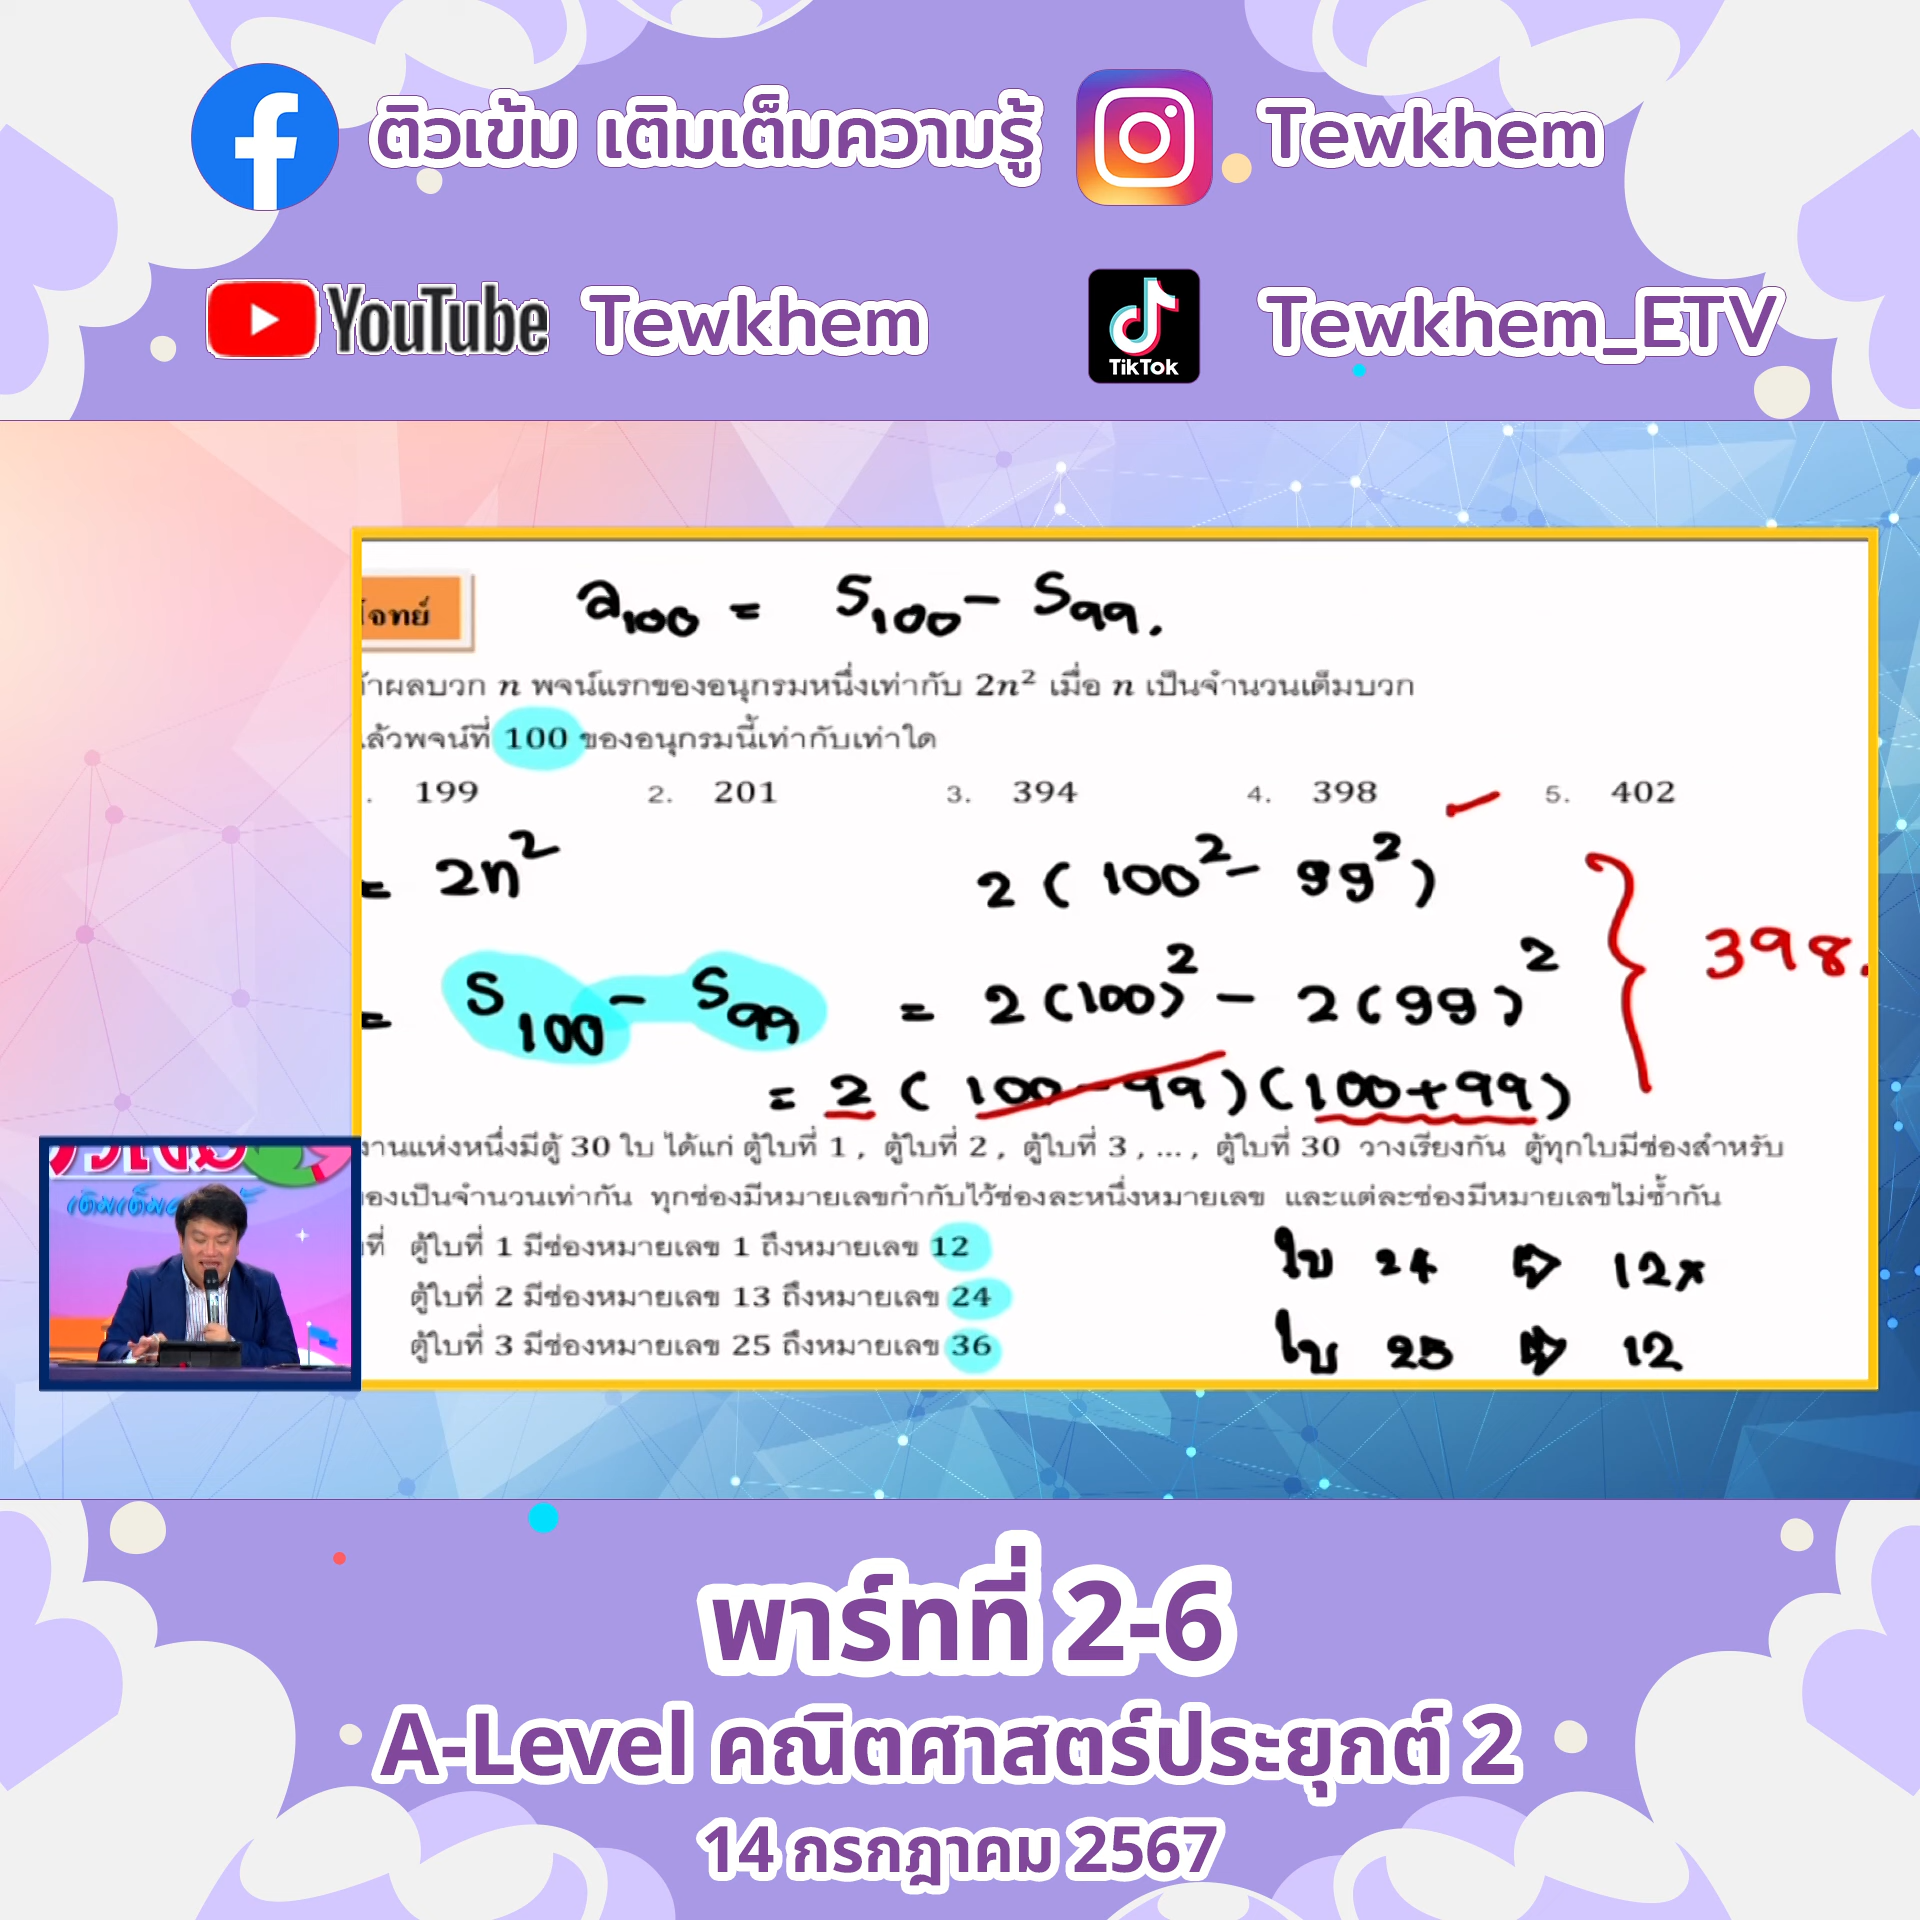 ติวเข้ม เติมเต็มความรู้ Tewkhem
YouTube Tewkhem TikTok Tewkhem_ETV
โจทย์
a₁₀₀ = S₁₀₀ - S₉₉.
ผลบวก n พจน์แรกของอนุกรมหนึ่งเท่ากับ 2n² เมื่อ n เป็นจำนวนเต็มบวก
ล้วพจน์ที่ 100 ของอนุกรมนี้เท่ากับเท่าใด
. 199 2. 201 3. 394 4. 398 5. 402
= 2n² 2 ( 100² - 99² )
= S₁₀₀ - S₉₉ = 2 (100)² - 2 (99)² 398.
= 2 ( 100 - 99 ) ( 100 + 99 )
งานแห่งหนึ่งมีตู้ 30 ใบ ได้แก่ ตู้ใบที่ 1 , ตู้ใบที่ 2 , ตู้ใบที่ 3 , ... , ตู้ใบที่ 30 วางเรียงกัน ตู้ทุกใบมีช่องสำหรับ
องเป็นจำนวนเท่ากัน ทุกช่องมีหมายเลขกำกับไว้ช่องละหนึ่งหมายเลข และแต่ละช่องมีหมายเลขไม่ซ้ำกัน
ที่ ตู้ใบที่ 1 มีช่องหมายเลข 1 ถึงหมายเลข 12 ใบ 24 ⇨ 12x
ตู้ใบที่ 2 มีช่องหมายเลข 13 ถึงหมายเลข 24
ตู้ใบที่ 3 มีช่องหมายเลข 25 ถึงหมายเลข 36 ใบ 25 ⇨ 12
พาร์ทที่ 2-6
A-Level คณิตศาสตร์ประยุกต์ 2
14 กรกฎาคม 2567